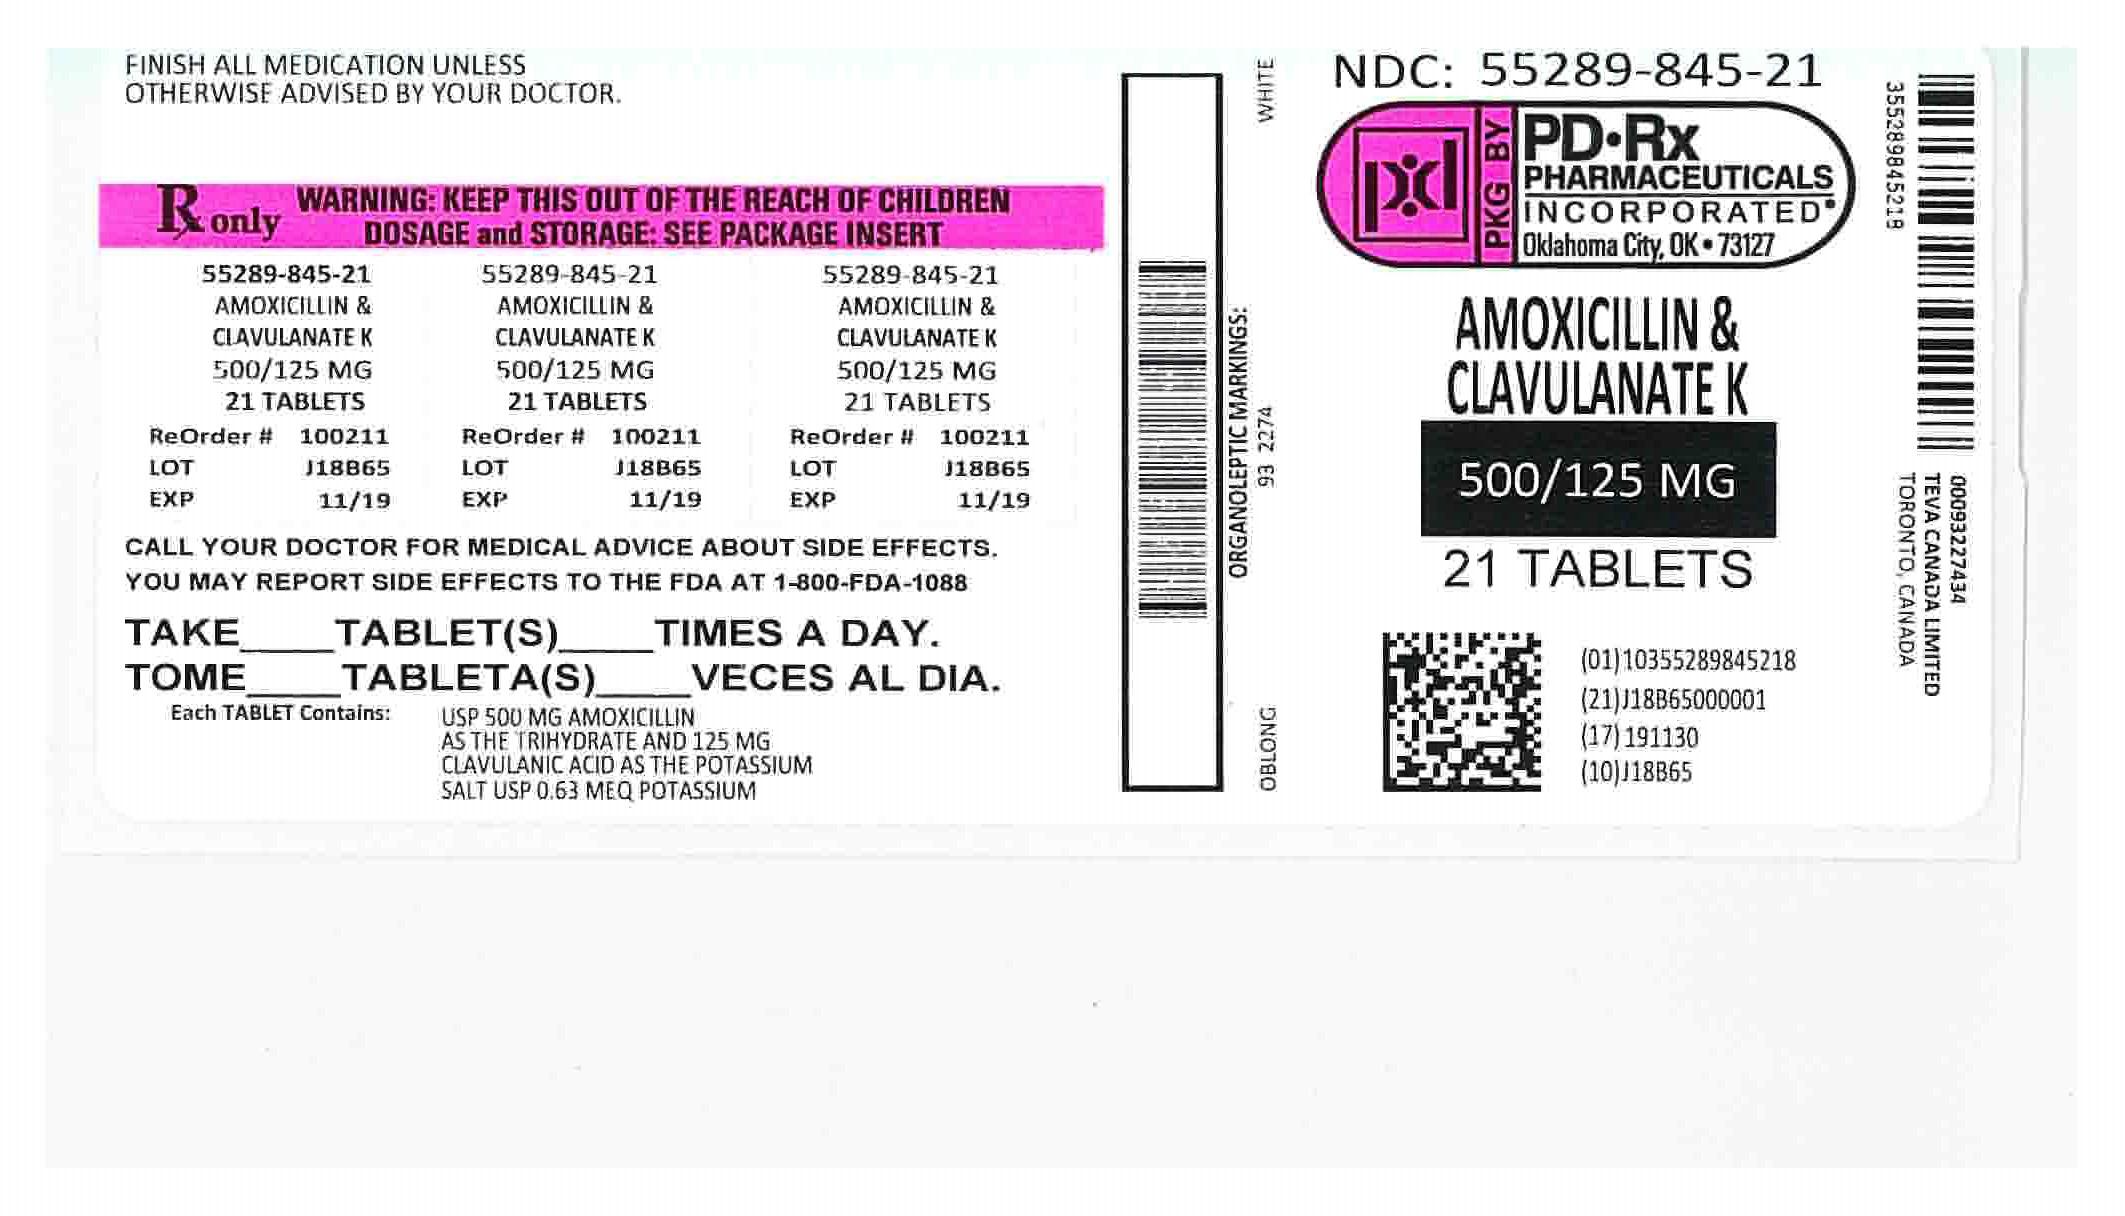 FINISH ALL MEDICATION UNLESS
OTHERWISE ADVISED BY YOUR DOCTOR.
Rx only
WARNING: KEEP THIS OUT OF THE REACH OF CHILDREN
DOSAGE and STORAGE: SEE PACKAGE INSERT
55289-845-21 55289-845-21 55289-845-21
AMOXICILLIN & AMOXICILLIN & AMOXICILLIN &
CLAVULANATE K CLAVULANATE K CLAVULANATE K
500/125 MG 500/125 MG 500/125 MG
21 TABLETS 21 TABLETS 21 TABLETS
ReOrder # 100211 ReOrder # 100211 ReOrder # 100211
LOT J18B65 LOT J18B65 LOT J18B65
EXP 11/19 EXP 11/19 EXP 11/19
CALL YOUR DOCTOR FOR MEDICAL ADVICE ABOUT SIDE EFFECTS.
YOU MAY REPORT SIDE EFFECTS TO THE FDA AT 1-800-FDA-1088
TAKE____TABLET(S)____TIMES A DAY.
TOME____TABLETA(S)____VECES AL DIA.
Each TABLET Contains: USP 500 MG AMOXICILLIN
AS THE TRIHYDRATE AND 125 MG
CLAVULANIC ACID AS THE POTASSIUM
SALT USP 0.63 MEQ POTASSIUM
ORGANOLEPTIC MARKINGS:
OBLONG 93 2274 WHITE
NDC: 55289-845-21
PKG BY
PD•Rx
PHARMACEUTICALS
INCORPORATED®
Oklahoma City, OK • 73127
AMOXICILLIN &
CLAVULANATE K
500/125 MG
21 TABLETS
(01)10355289845218
(21)J18B65000001
(17)191130
(10)J18B65
355289845218
00093227434
TEVA CANADA LIMITED
TORONTO, CANADA